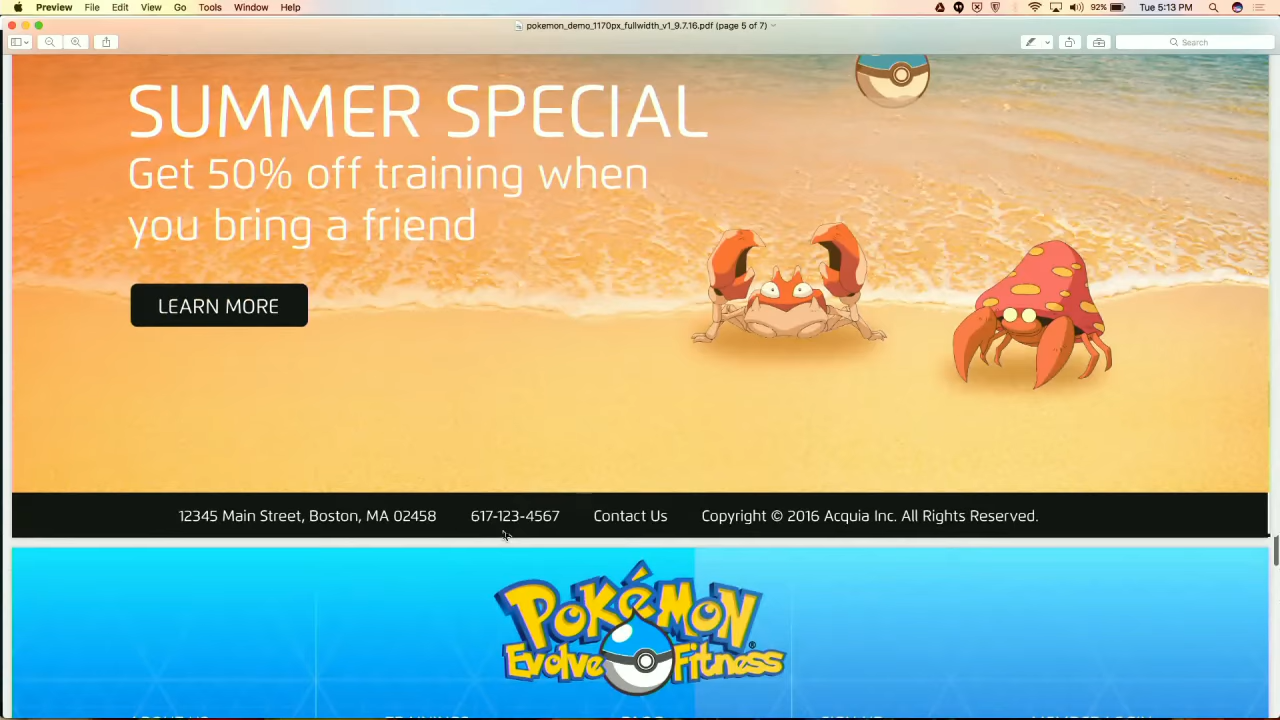 Preview File Edit View Go Tools Window Help
92% Tue 5:13 PM
pokemon_demo_1170px_fullwidth_v1_9.7.16.pdf (page 5 of 7)
Search
SUMMER SPECIAL
Get 50% off training when
you bring a friend
LEARN MORE
12345 Main Street, Boston, MA 02458 617-123-4567 Contact Us Copyright © 2016 Acquia Inc. All Rights Reserved.
POKéMON
Evolve Fitness